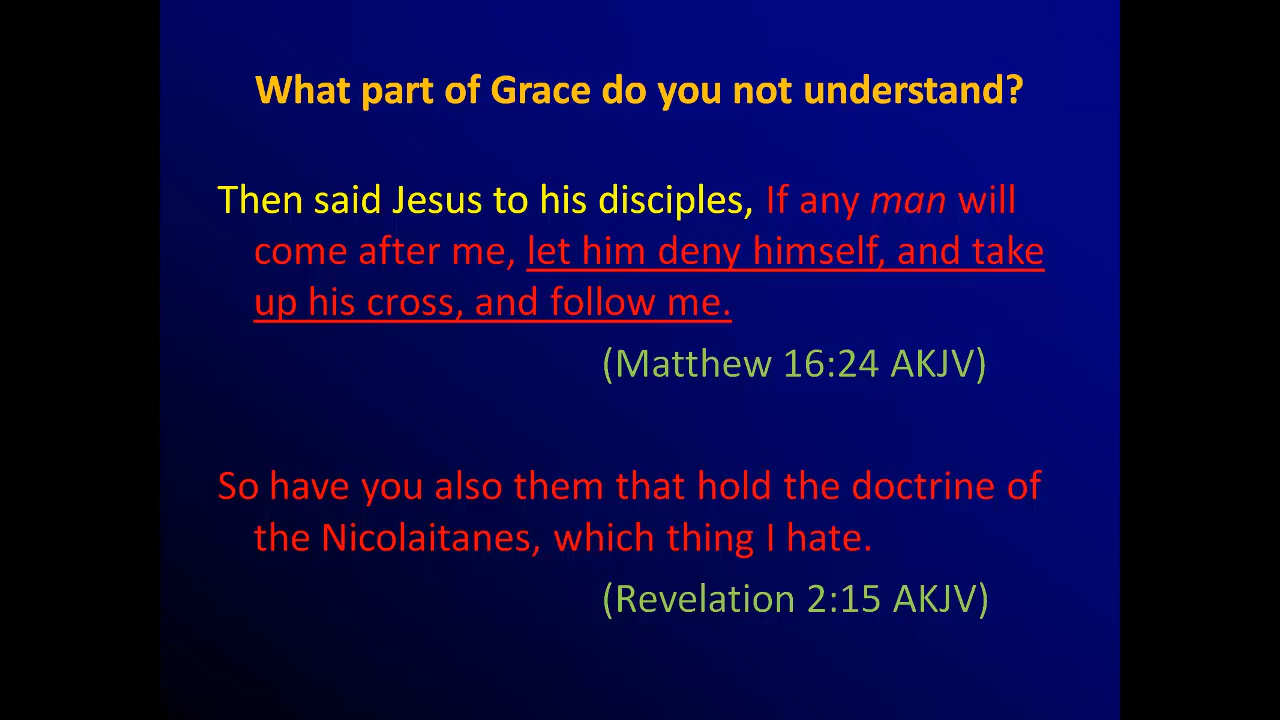 What part of Grace do you not understand?
Then said Jesus to his disciples, If any man will
come after me, let him deny himself, and take
up his cross, and follow me.
(Matthew 16:24 AKJV)
So have you also them that hold the doctrine of
the Nicolaitanes, which thing I hate.
(Revelation 2:15 AKJV)